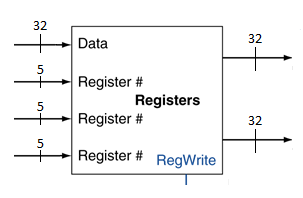 32
Data
32
5
Register #
Registers
5
Register #
32
5
Register #
RegWrite